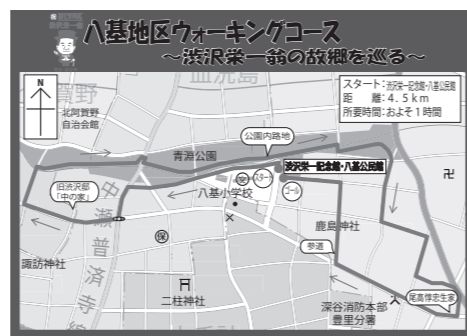 八基地区ウォーキングコース
～渋沢栄一翁の故郷を巡る～
N
スタート：渋沢栄一記念館・八基公民館
距　離：4.5km
所要時間：およそ1時間
血洗島
北阿賀野
自治会館
公園内路地
青淵公園
渋沢栄一記念館・八基公民館
スタート
ゴール
旧渋沢邸
「中の家」
八基小学校
中瀬普済寺線
鹿島神社
参道
保
諏訪神社
二柱神社
深谷消防本部
豊里分署
尾高惇忠生家